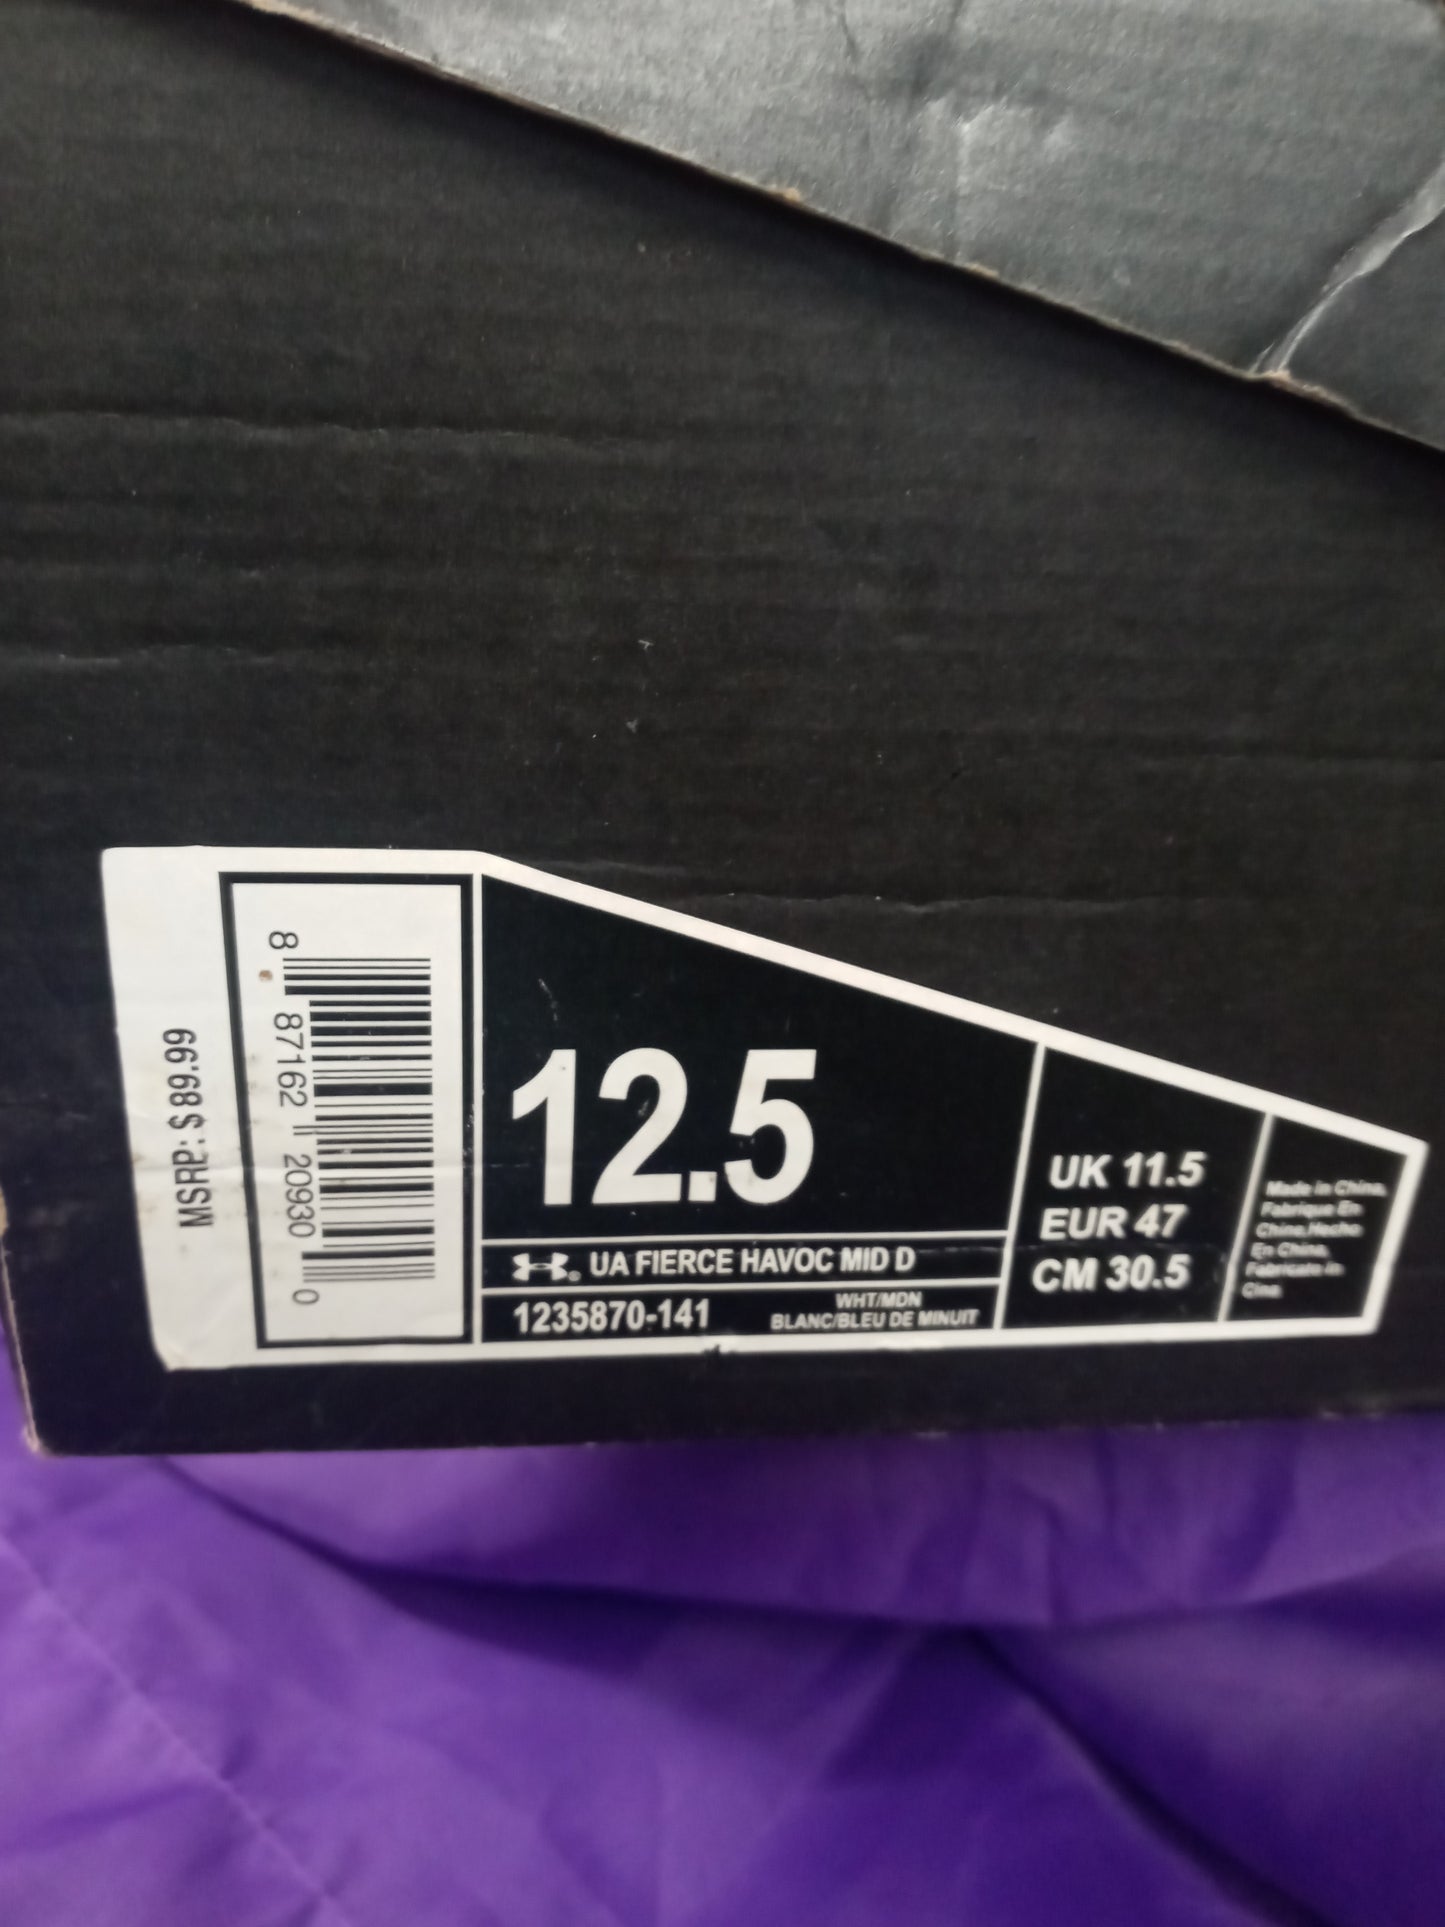 MSRP: $ 89.99
8 87162 20930 0
12.5
UA FIERCE HAVOC MID D
1235870-141
WHT/MDN
BLANC/BLEU DE MINUIT
UK 11.5
EUR 47
CM 30.5
Made in China,
Fabrique En
China,Hecho
En China,
Fabricato in
Cina